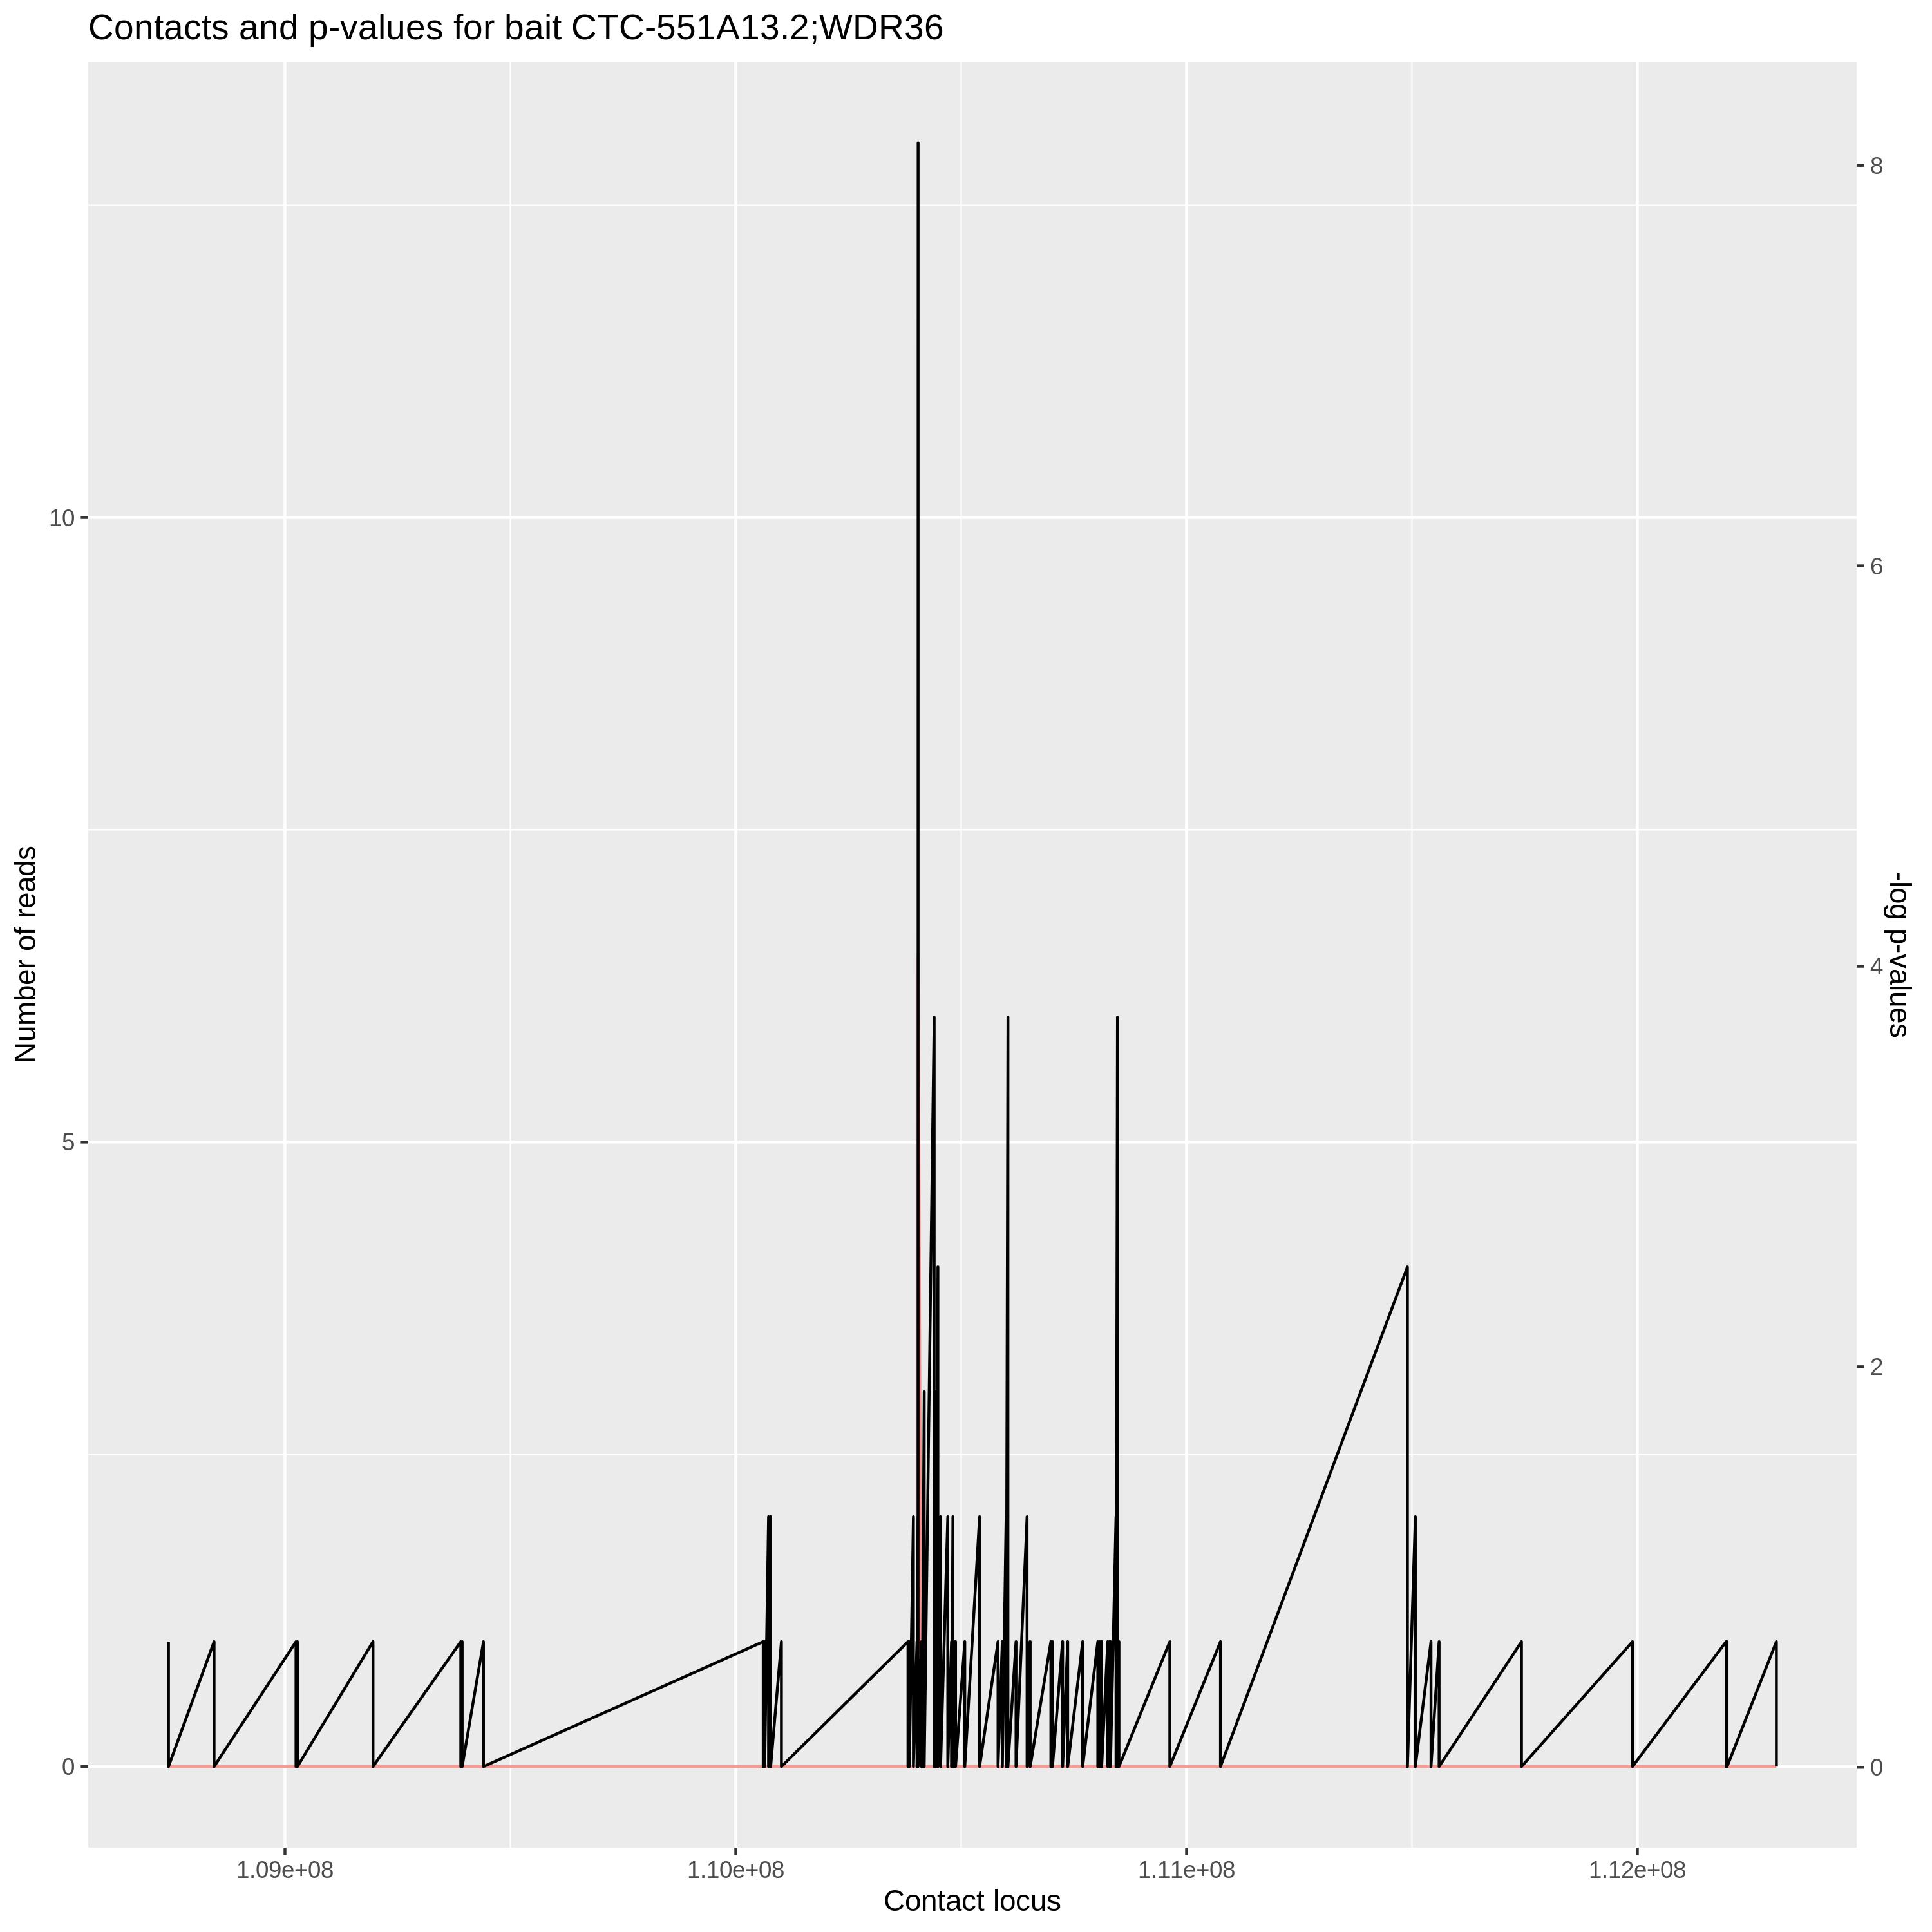 Contacts and p-values for bait CTC-551A13.2;WDR36
Number of reads
10
5
0
8
6
4
2
0
-log p-values
1.09e+08
1.10e+08
1.11e+08
1.12e+08
Contact locus